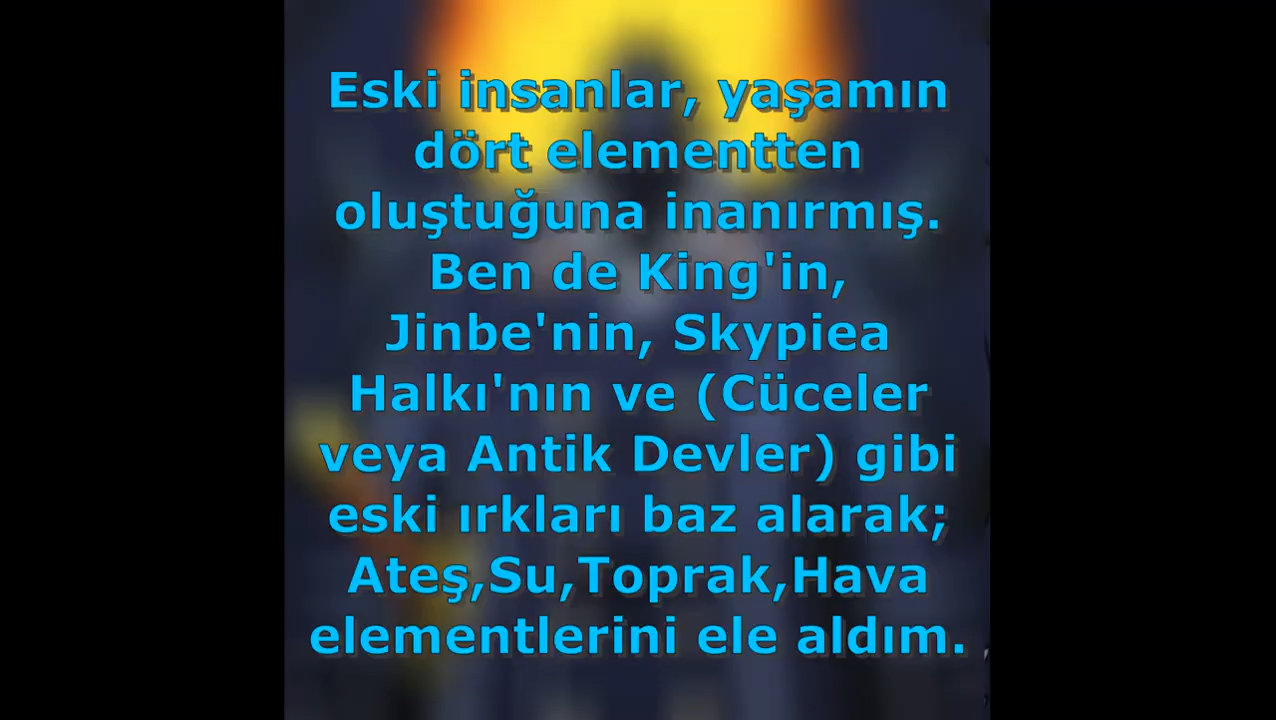 Eski insanlar, yaşamın
dört elementten
oluştuğuna inanırmış.
Ben de King'in,
Jinbe'nin, Skypiea
Halkı'nın ve (Cüceler
veya Antik Devler) gibi
eski ırkları baz alarak;
Ateş,Su,Toprak,Hava
elementlerini ele aldım.